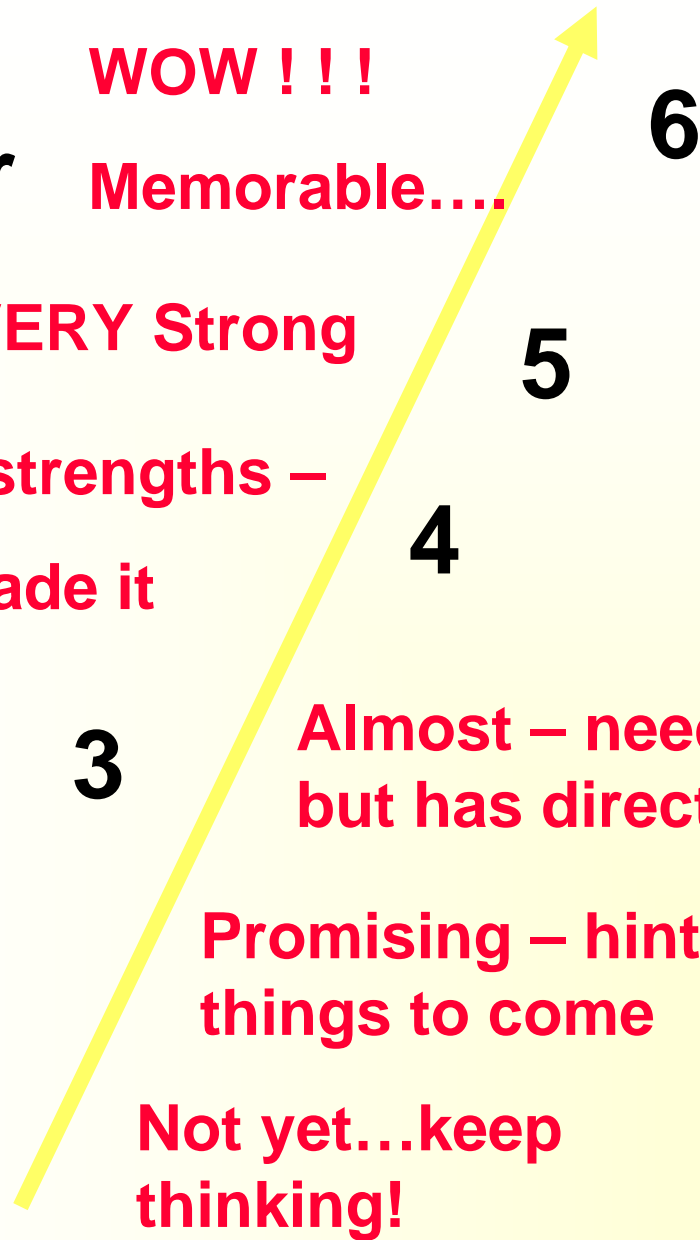 WOW ! ! !
6
r
Memorable….
ERY Strong
5
strengths –
4
ade it
Almost – nee
3
but has direct
Promising – hint
things to come
Not yet…keep
thinking!